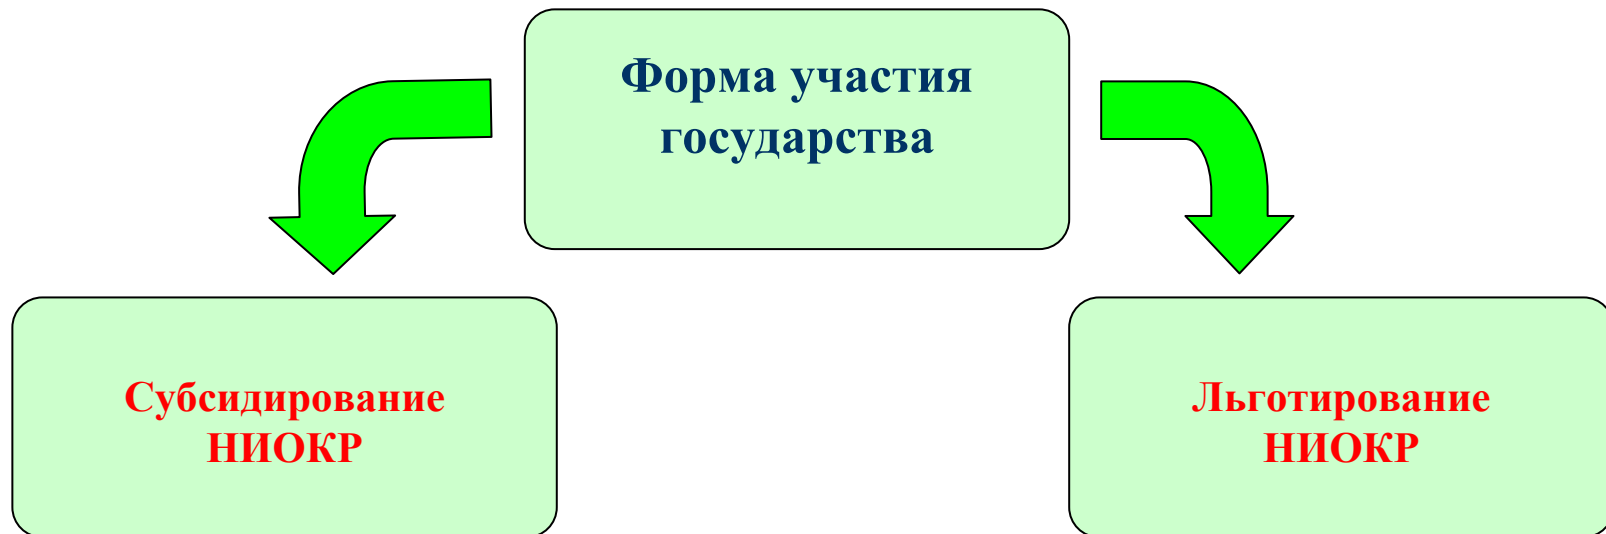 Форма участия
государства
Субсидирование
НИОКР
Льготирование
НИОКР